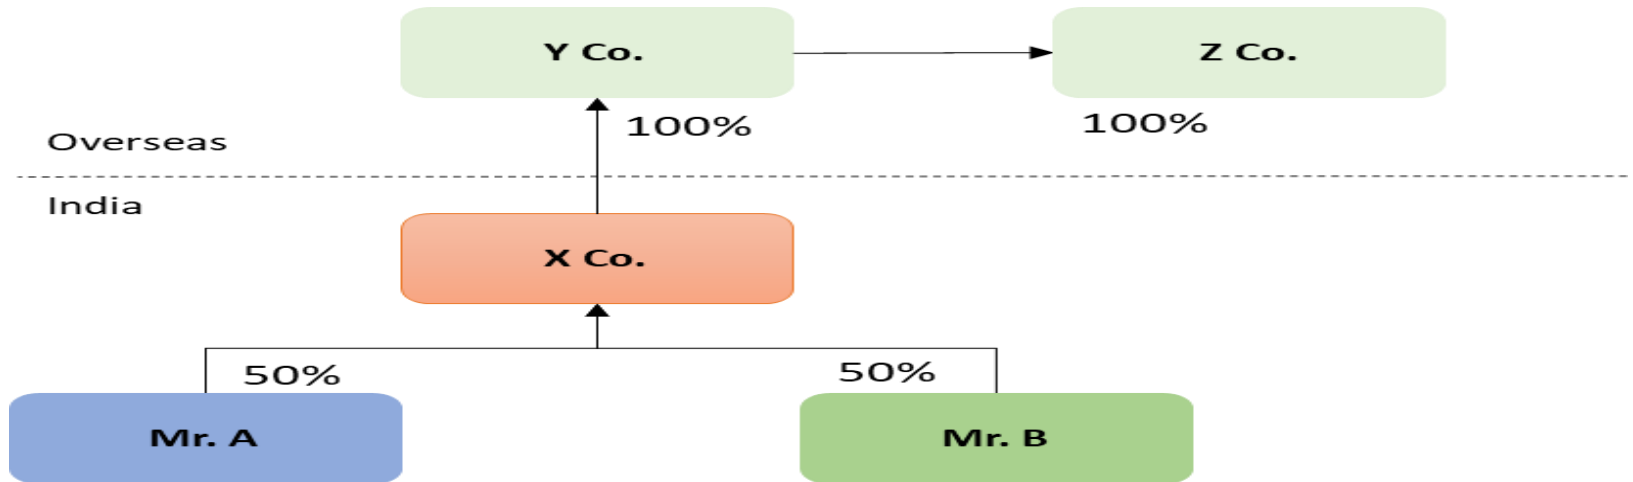 Y Co.
Z Co.
100%
100%
Overseas
India
X Co.
50%
50%
Mr. A
Mr. B